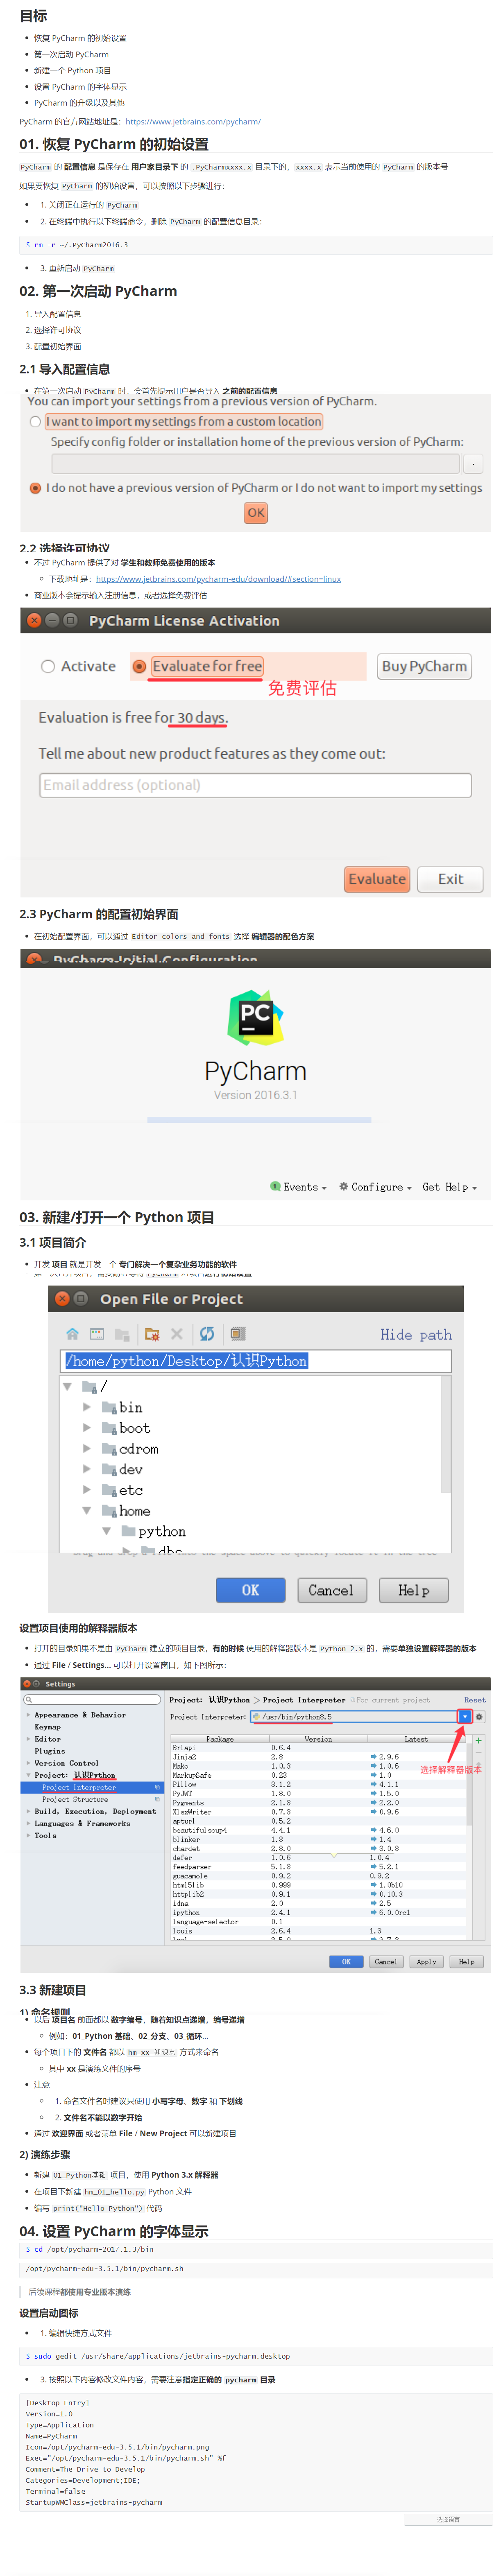 目标
恢复 PyCharm 的初始设置
第一次启动 PyCharm
新建一个 Python 项目
设置 PyCharm 的字体显示
PyCharm 的升级以及其他
PyCharm 的官方网站地址是：https://www.jetbrains.com/pycharm/
01. 恢复 PyCharm 的初始设置
PyCharm 的 配置信息 是保存在 用户家目录下 的 .PyCharmxxxx.x 目录下的，xxxx.x 表示当前使用的 PyCharm 的版本号
如果要恢复 PyCharm 的初始设置，可以按照以下步骤进行：
1. 关闭正在运行的 PyCharm
2. 在终端中执行以下终端命令，删除 PyCharm 的配置信息目录：
$ rm -r ~/.PyCharm2016.3
3. 重新启动 PyCharm
02. 第一次启动 PyCharm
1. 导入配置信息
2. 选择许可协议
3. 配置初始界面
2.1 导入配置信息
在第一次启动 PyCharm 时，会首先提示用户是否导入 之前的配置信息
You can import your settings from a previous version of PyCharm.
I want to import my settings from a custom location
Specify config folder or installation home of the previous version of PyCharm:
I do not have a previous version of PyCharm or I do not want to import my settings
OK
2.2 选择许可协议
不过 PyCharm 提供了对 学生和教师免费使用的版本
下载地址是：https://www.jetbrains.com/pycharm-edu/download/#section=linux
商业版本会提示输入注册信息，或者选择免费评估
PyCharm License Activation
Activate Evaluate for free Buy PyCharm
免费评估
Evaluation is free for 30 days.
Tell me about new product features as they come out:
Email address (optional)
Evaluate Exit
2.3 PyCharm 的配置初始界面
在初始配置界面，可以通过 Editor colors and fonts 选择 编辑器的配色方案
PyCharm Initial Configuration
PC
PyCharm
Version 2016.3.1
1 Events Configure Get Help
03. 新建/打开一个 Python 项目
3.1 项目简介
开发 项目 就是开发一个 专门解决一个复杂业务功能的软件
Open File or Project
Hide path
/home/python/Desktop/认识Python
/
bin
boot
cdrom
dev
etc
home
python
dbs
OK Cancel Help
设置项目使用的解释器版本
打开的目录如果不是由 PyCharm 建立的项目目录，有的时候 使用的解释器版本是 Python 2.x 的，需要单独设置解释器的版本
通过 File / Settings... 可以打开设置窗口，如下图所示：
Settings
Project: 认识Python > Project Interpreter For current project Reset
Appearance & Behavior
Keymap
Editor
Plugins
Version Control
Project: 认识Python
Project Interpreter
Project Structure
Build, Execution, Deployment
Languages & Frameworks
Tools
Project Interpreter: /usr/bin/python3.5
Package Version Latest
Brlapi 0.6.4
Jinja2 2.8 2.9.6
Mako 1.0.3 1.0.6
MarkupSafe 0.23 1.0
Pillow 3.1.2 4.1.1
PyJWT 1.3.0 1.5.0
Pygments 2.1.3 2.2.0
XlsxWriter 0.7.3 0.9.6
apturl 0.5.2
beautifulsoup4 4.4.1 4.6.0
blinker 1.3 1.4
chardet 2.3.0 3.0.3
defer 1.0.6 1.0.4
feedparser 5.1.3 5.2.1
guacamole 0.9.2 0.9.2
html5lib 0.999 1.0b10
httplib2 0.9.1 0.10.3
idna 2.0 2.5
ipython 2.4.1 6.0.0rc1
language-selector 0.1
louis 2.6.4 1.3
选择解释器版本
OK Cancel Apply Help
3.3 新建项目
1) 命名规则
以后 项目名 前面都以 数字编号，随着知识点递增，编号递增
例如：01_Python 基础、02_分支、03_循环...
每个项目下的 文件名 都以 hm_xx_知识点 方式来命名
其中 xx 是演练文件的序号
注意
1. 命名文件名时建议只使用 小写字母、数字 和 下划线
2. 文件名不能以数字开始
通过 欢迎界面 或者菜单 File / New Project 可以新建项目
2) 演练步骤
新建 01_Python基础 项目，使用 Python 3.x 解释器
在项目下新建 hm_01_hello.py Python 文件
编写 print("Hello Python") 代码
04. 设置 PyCharm 的字体显示
$ cd /opt/pycharm-2017.1.3/bin
/opt/pycharm-edu-3.5.1/bin/pycharm.sh
后续课程都使用专业版本演练
设置启动图标
1. 编辑快捷方式文件
$ sudo gedit /usr/share/applications/jetbrains-pycharm.desktop
3. 按照以下内容修改文件内容，需要注意指定正确的 pycharm 目录
[Desktop Entry]
Version=1.0
Type=Application
Name=PyCharm
Icon=/opt/pycharm-edu-3.5.1/bin/pycharm.png
Exec="/opt/pycharm-edu-3.5.1/bin/pycharm.sh" %f
Comment=The Drive to Develop
Categories=Development;IDE;
Terminal=false
StartupWMClass=jetbrains-pycharm
选择语言